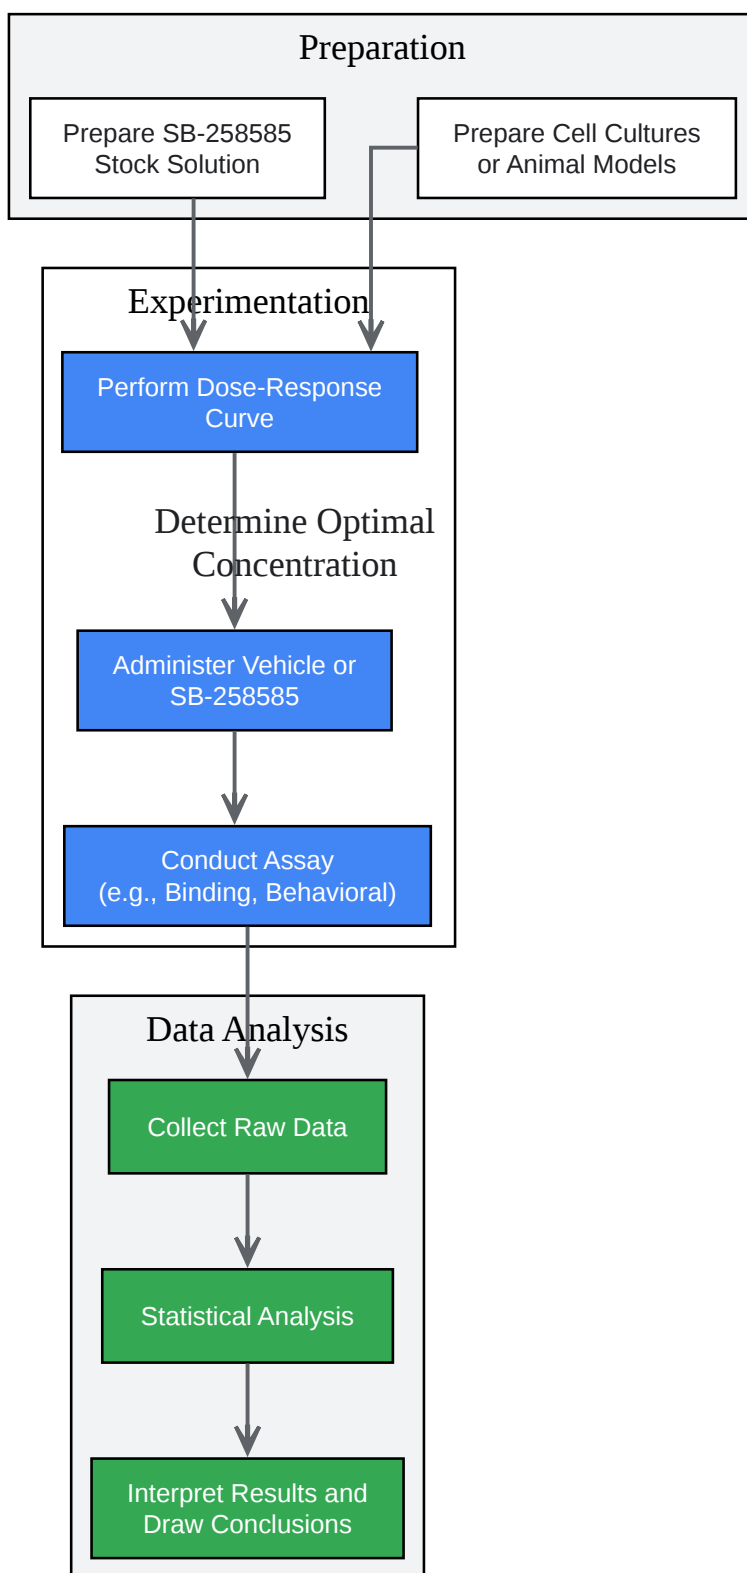 Preparation
Prepare SB-258585
Stock Solution
Prepare Cell Cultures
or Animal Models
Experimentation
Perform Dose-Response
Curve
Determine Optimal
Concentration
Administer Vehicle or
SB-258585
Conduct Assay
(e.g., Binding, Behavioral)
Data Analysis
Collect Raw Data
Statistical Analysis
Interpret Results and
Draw Conclusions